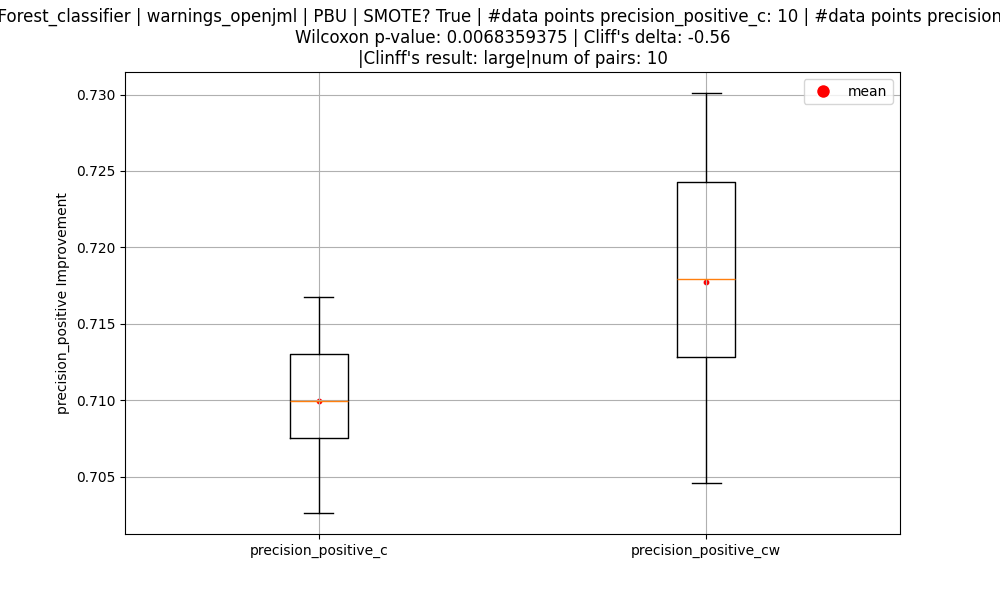 Forest_classifier | warnings_openjml | PBU | SMOTE? True | #data points precision_positive_c: 10 | #data points precision
Wilcoxon p-value: 0.0068359375 | Cliff's delta: -0.56
|Clinff's result: large|num of pairs: 10
mean
0.730
0.725
0.720
0.715
0.710
0.705
precision_positive Improvement
precision_positive_c
precision_positive_cw